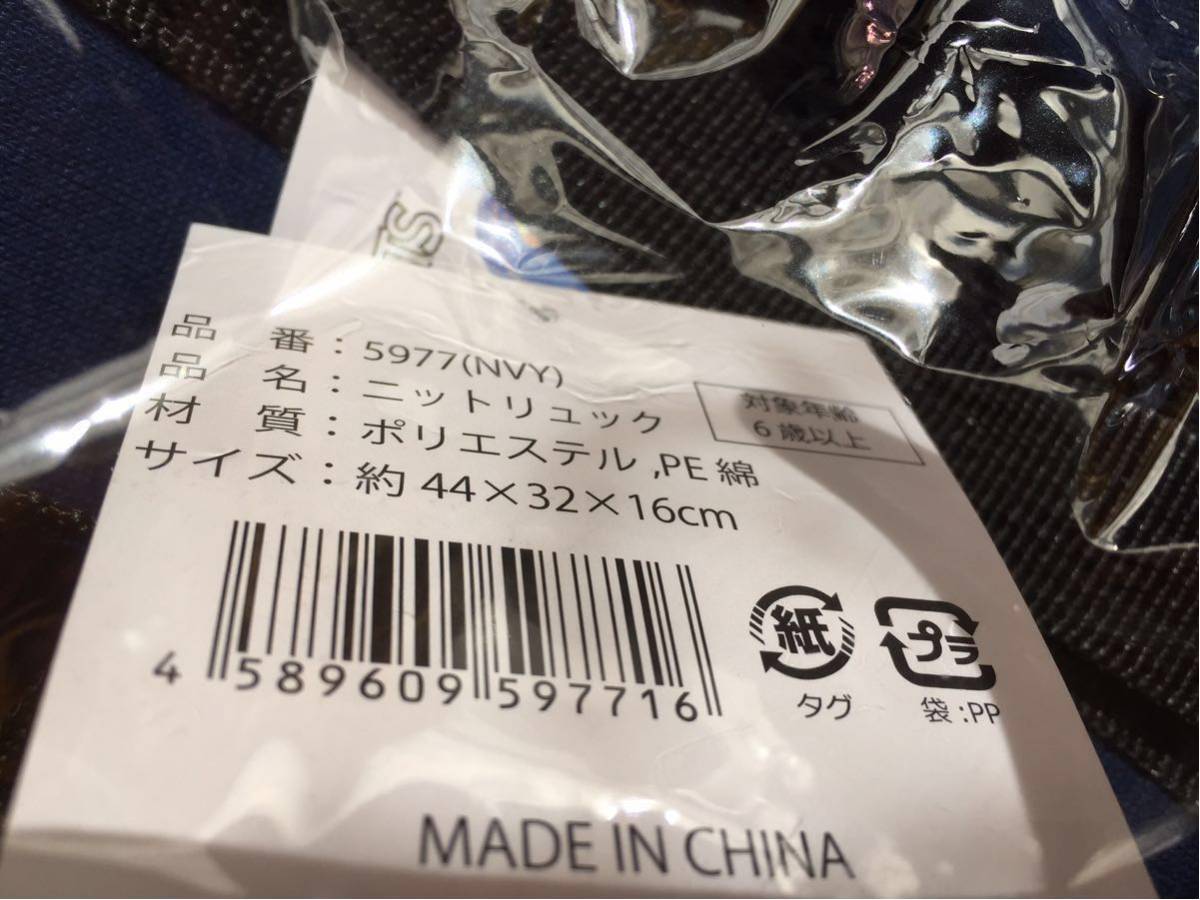 品 番：5977(NVY)
品 名：ニットリュック
材 質：ポリエステル ,PE 綿
サイズ：約 44×32×16cm
対象年齢
6 歳以上
4 589609 597716
紙
タグ
プラ
袋:PP
MADE IN CHINA